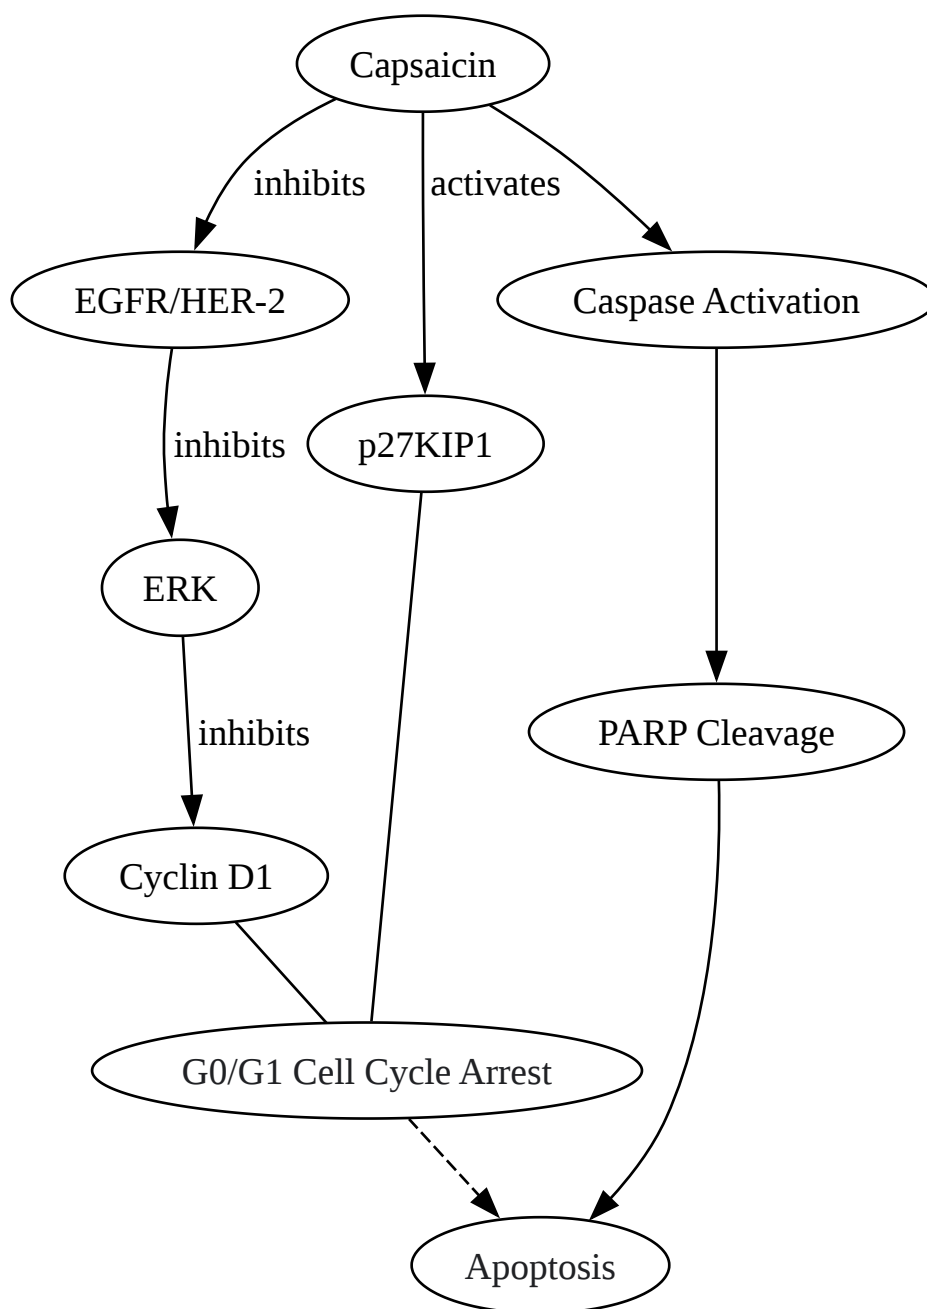 Capsaicin
inhibits
activates
EGFR/HER-2
Caspase Activation
inhibits
p27KIP1
ERK
inhibits
PARP Cleavage
Cyclin D1
G0/G1 Cell Cycle Arrest
Apoptosis